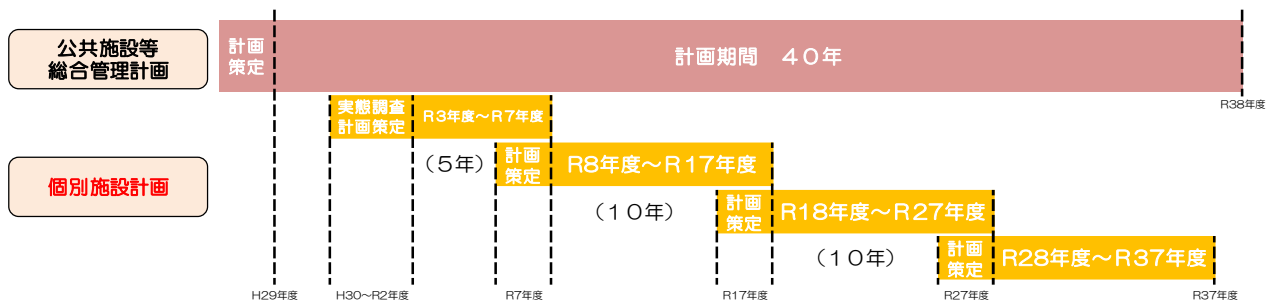 公共施設等
総合管理計画
計画
策定
計画期間　４０年
R38年度
実態調査
計画策定
R3年度～R7年度
個別施設計画
（5年）
計画
策定
R8年度～R17年度
（１０年）
計画
策定
R18年度～R27年度
（１０年）
計画
策定
R28年度～R37年度
H29年度
H30～R2年度
R7年度
R17年度
R27年度
R37年度